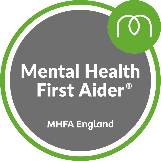 Mental Health
First Aider®
MHFA England